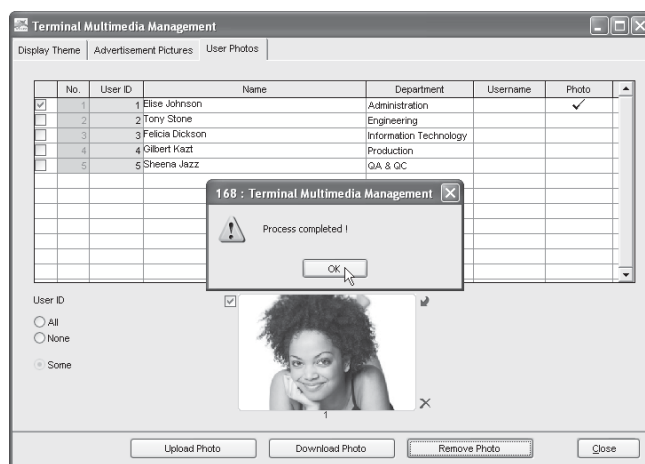 Terminal Multimedia Management
Display Theme Advertisement Pictures User Photos
No. User ID Name Department Username Photo
1 1 Elise Johnson Administration
2 2 Tony Stone Engineering
3 3 Felicia Dickson Information Technology
4 4 Gilbert Kazt Production
5 5 Sheena Jazz QA & QC
168 : Terminal Multimedia Management
Process completed !
OK
User ID
All
None
Some
1
Upload Photo Download Photo Remove Photo Close